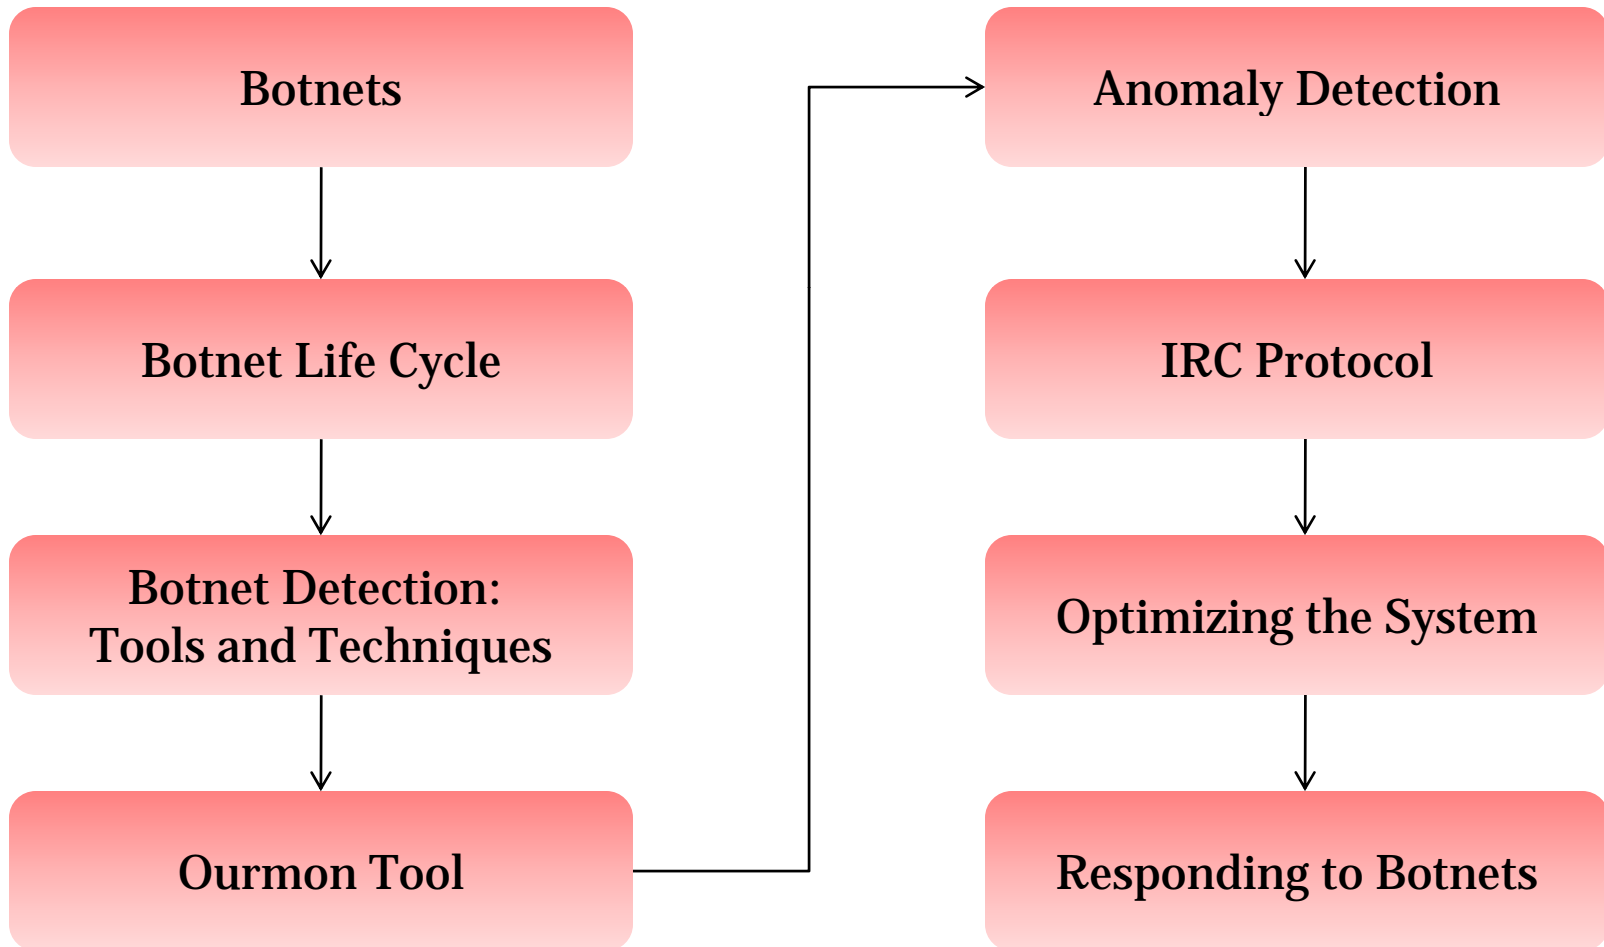 Botnets
Botnet Life Cycle
Botnet Detection:
Tools and Techniques
Ourmon Tool
Anomaly Detection
IRC Protocol
Optimizing the System
Responding to Botnets